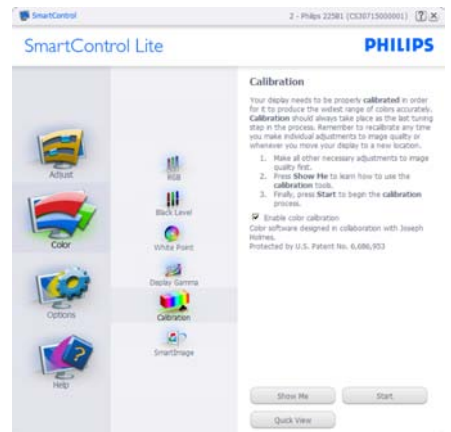 SmartControl
2 - Philips 225B1 (CS30715000001)
SmartControl Lite
PHILIPS
Adjust
Color
Options
Help
RGB
Black Level
White Point
Display Gamma
Calibration
SmartImage
Calibration
Your display needs to be properly calibrated in order
for it to produce the widest range of colors accurately.
Calibration should always take place as the last tuning
step in the process. Remember to recalibrate any time
you make individual adjustments to image quality or
whenever you move your display to a new location.
1. Make all other necessary adjustments to image
quality first.
2. Press Show Me to learn how to use the
calibration tools.
3. Finally, press Start to begin the calibration
process.
Enable color calibration
Color software designed in collaboration with Joseph
Holmes.
Protected by U.S. Patent No. 6,686,953
Show Me
Start
Quick View